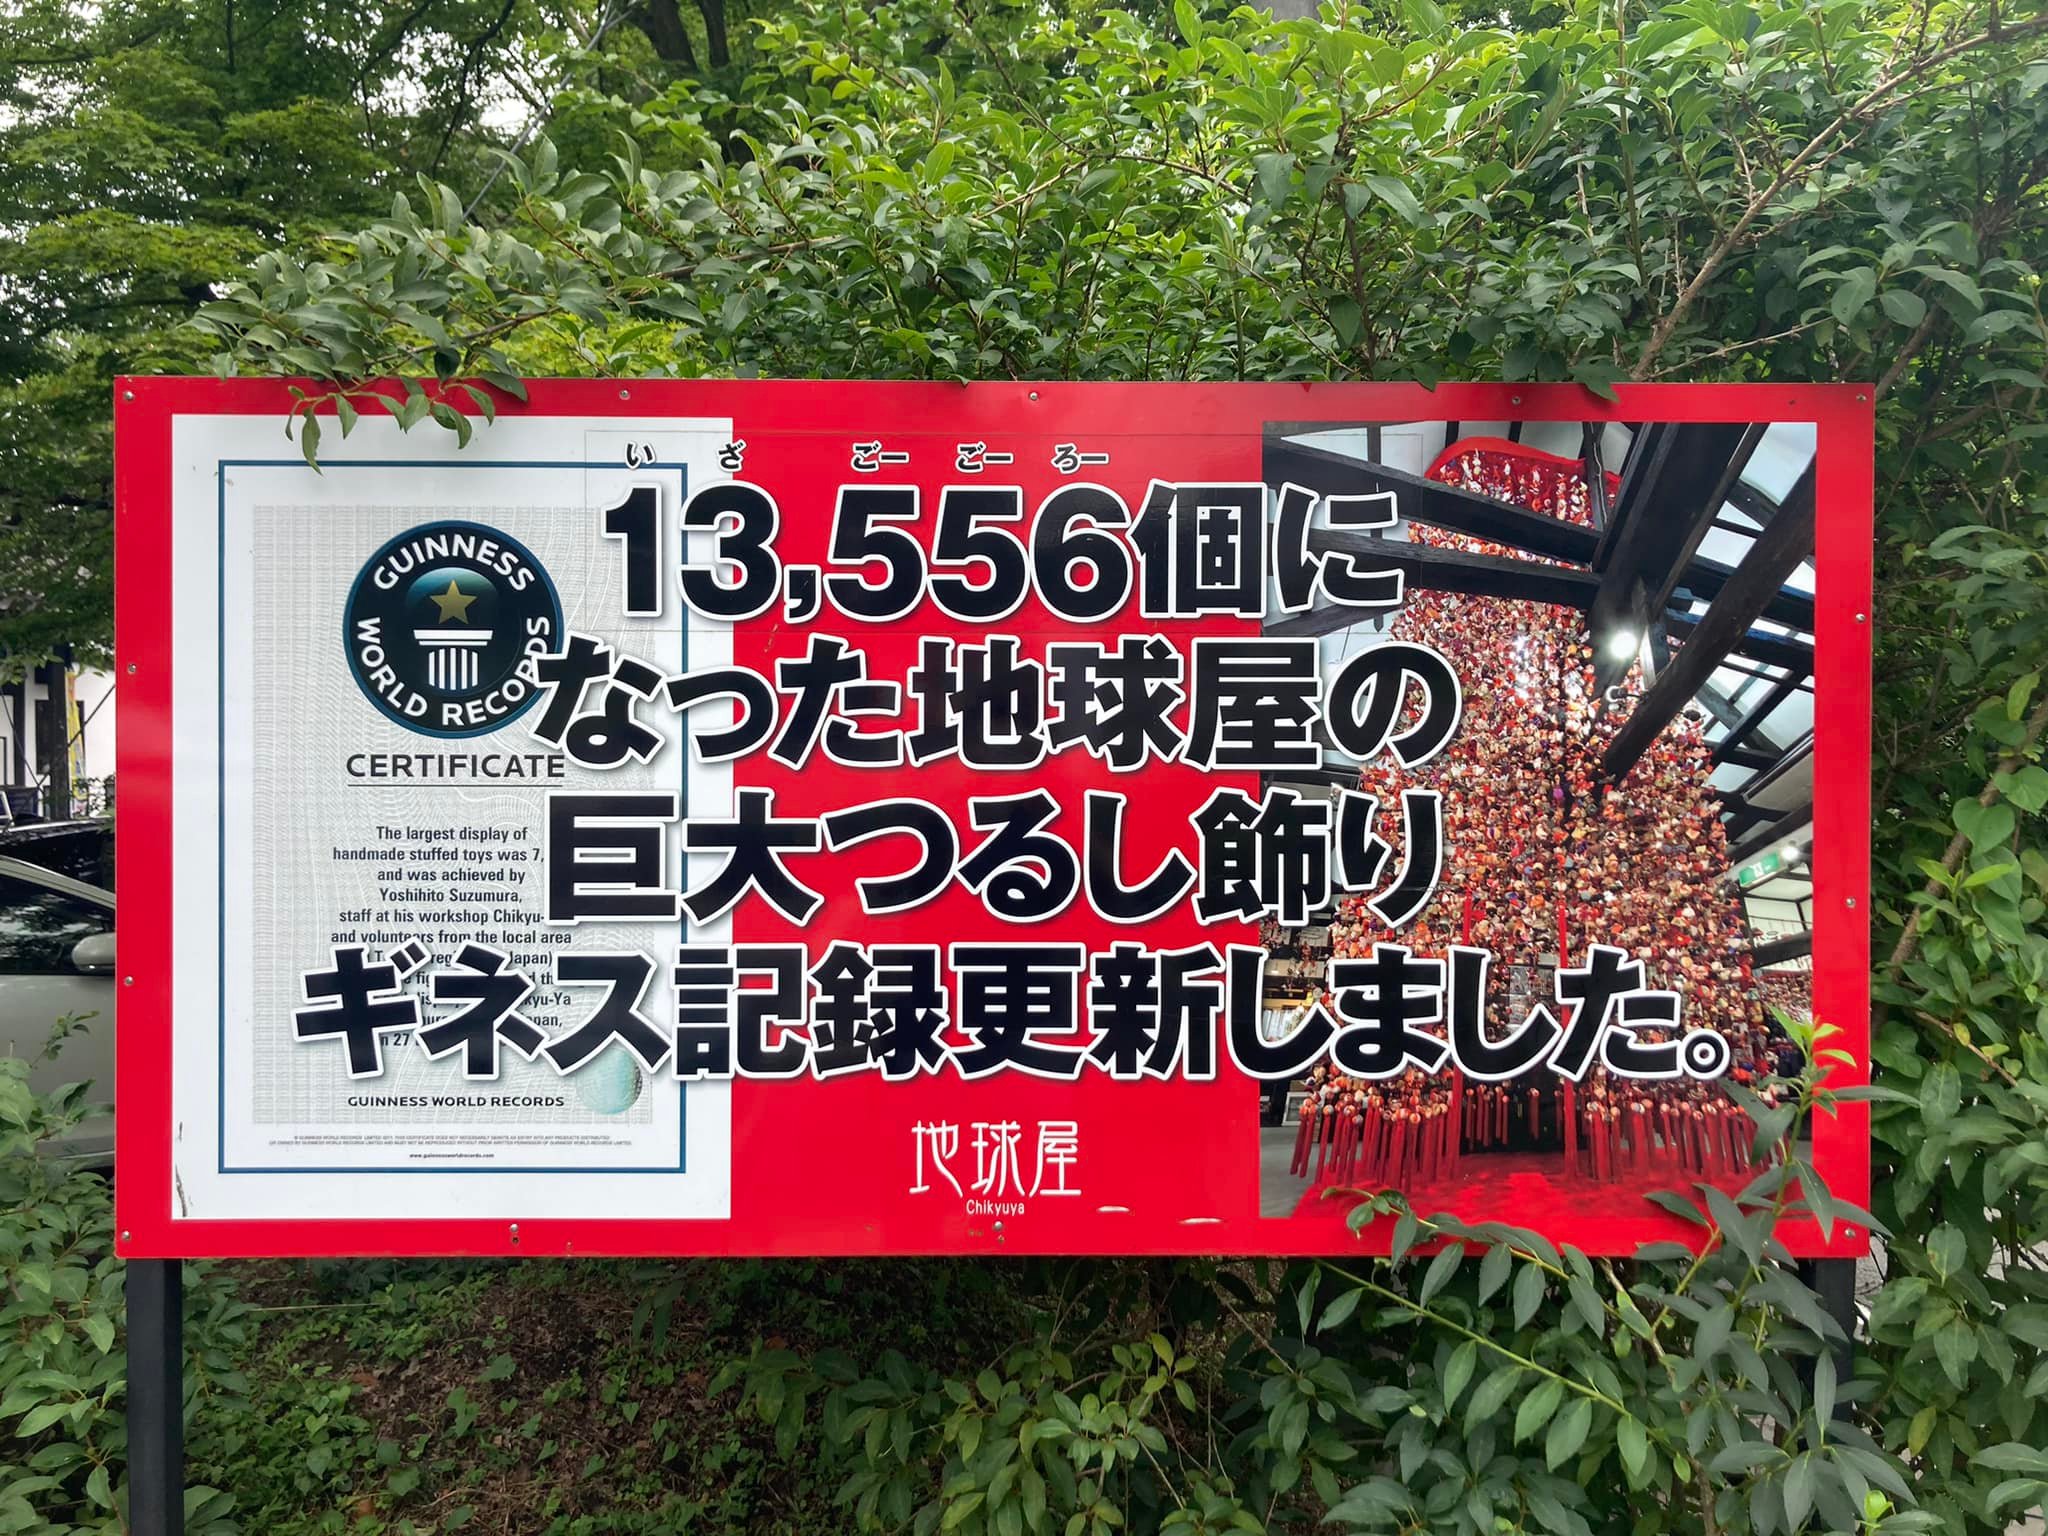 GUINNESS WORLD RECORDS
CERTIFICATE
The largest display of
handmade stuffed toys was 7,
and was achieved by
Yoshihito Suzumura,
staff at his workshop Chikyu-
and volunteers from the local area
GUINNESS WORLD RECORDS
www.guinnessworldrecords.com
い ざ ごー ごー ろー
13,556個に
なった地球屋の
巨大つるし飾り
ギネス記録更新しました。
地球屋
Chikyuya